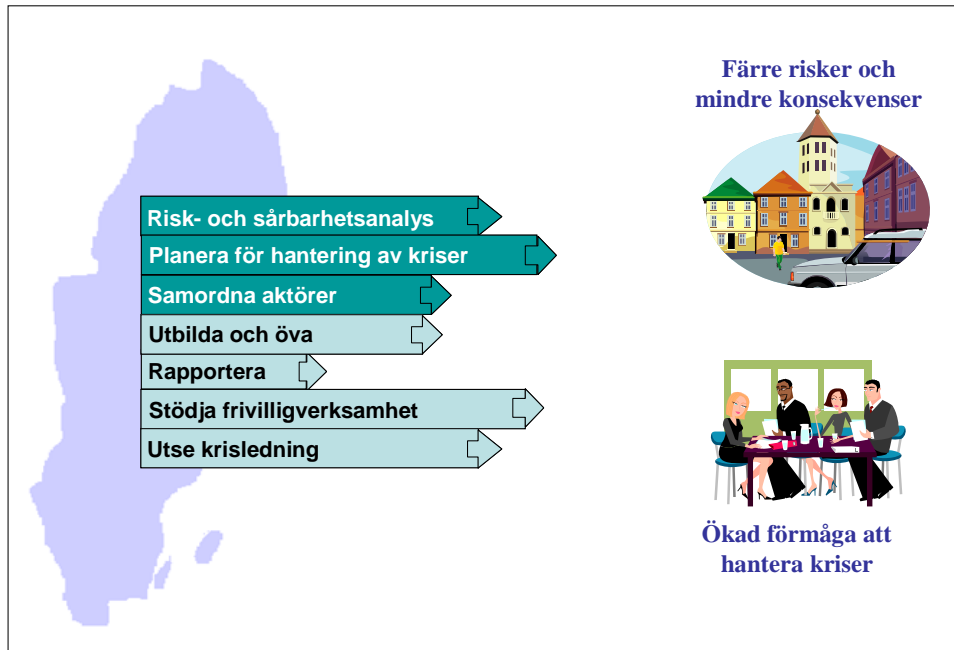 Färre risker och
mindre konsekvenser
Risk- och sårbarhetsanalys
Planera för hantering av kriser
Samordna aktörer
Utbilda och öva
Rapportera
Stödja frivilligverksamhet
Utse krisledning
Ökad förmåga att
hantera kriser